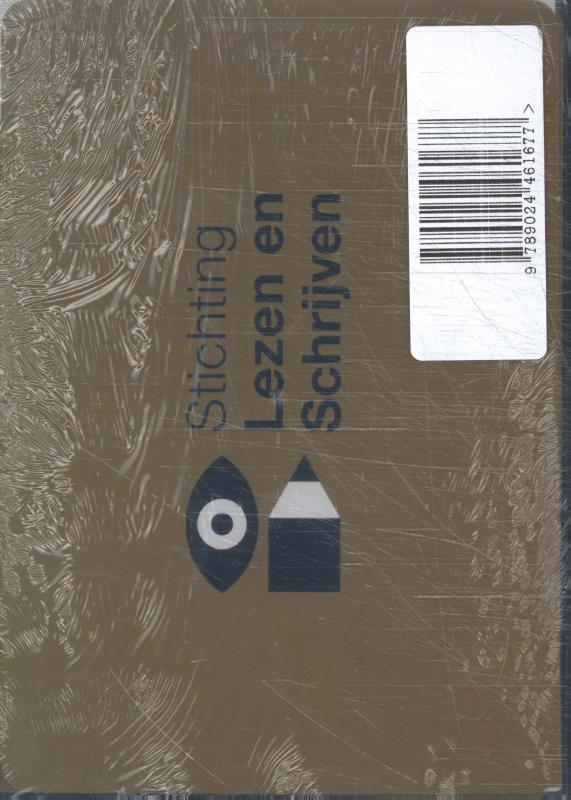 Stichting
Lezen en
Schrijven
9 789024 461677 >